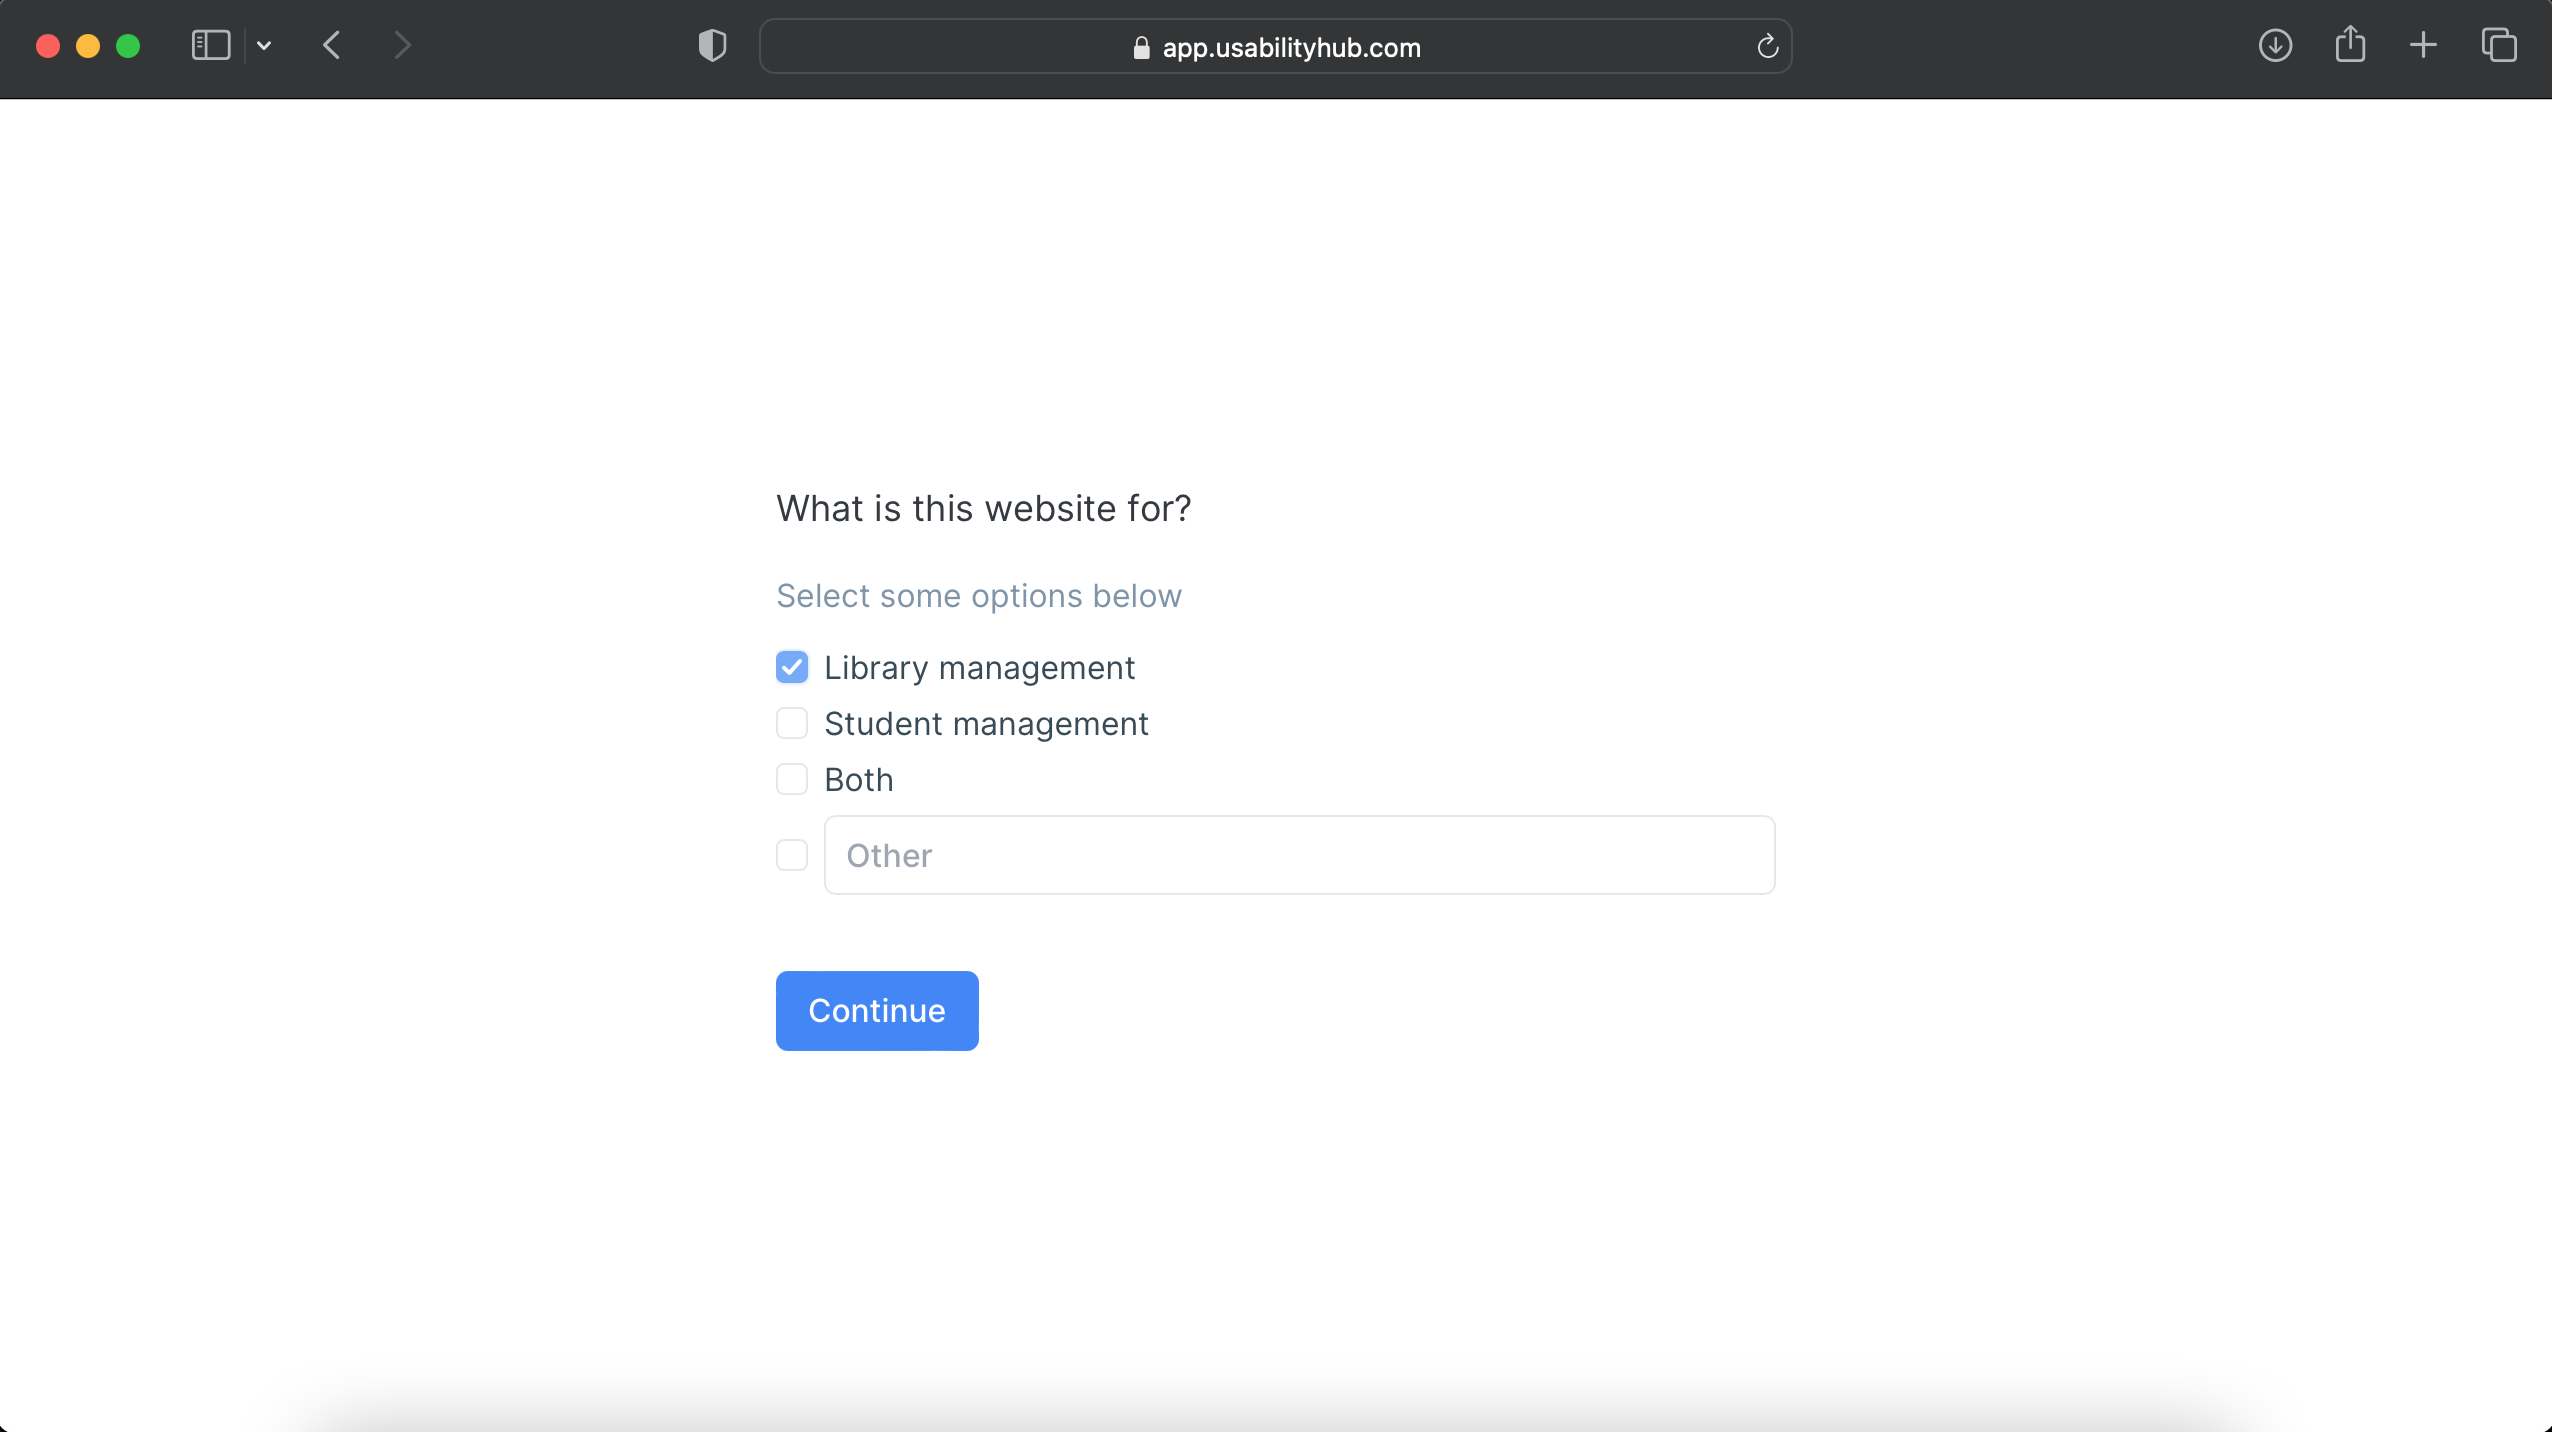 app.usabilityhub.com
What is this website for?
Select some options below
Library management
Student management
Both
Other
Continue